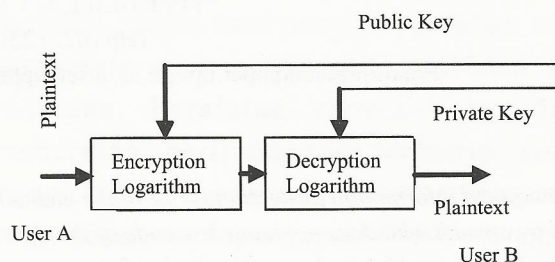 Public Key
Plaintext
Private Key
Encryption
Logarithm
Decryption
Logarithm
Plaintext
User A
User B